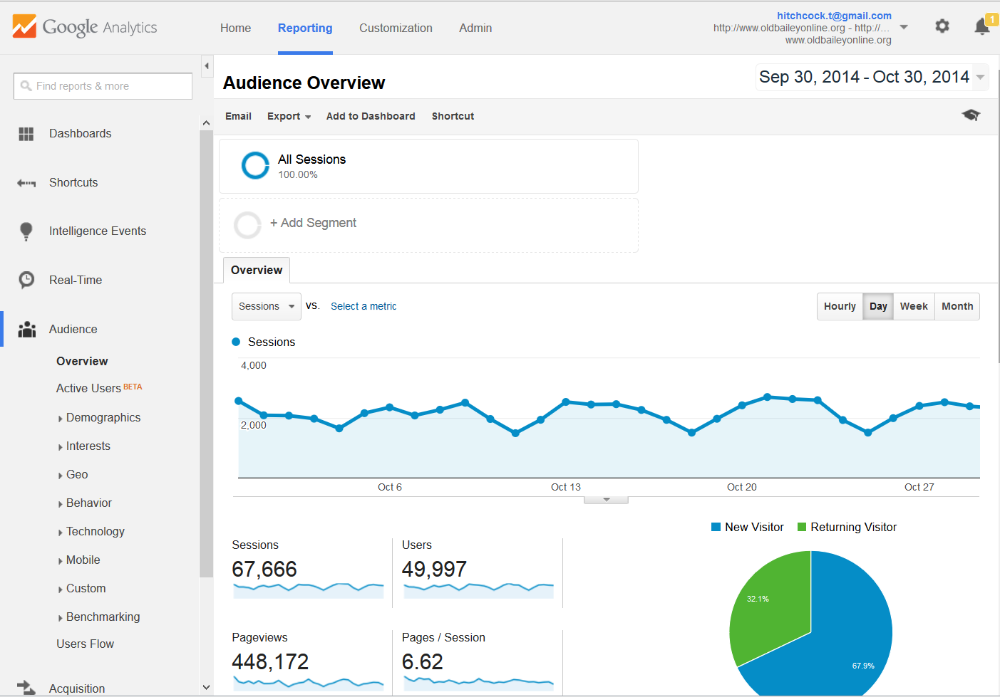 Google Analytics
Home
Reporting
Customization
Admin
hitchcock.t@gmail.com
http://www.oldbaileyonline.org - http://...
www.oldbaileyonline.org
1
Find reports & more
Dashboards
Shortcuts
Intelligence Events
Real-Time
Audience
Overview
Active Users BETA
Demographics
Interests
Geo
Behavior
Technology
Mobile
Custom
Benchmarking
Users Flow
Acquisition
Audience Overview
Sep 30, 2014 - Oct 30, 2014
Email
Export
Add to Dashboard
Shortcut
All Sessions
100.00%
+ Add Segment
Overview
Sessions
VS.
Select a metric
Hourly
Day
Week
Month
Sessions
4,000
2,000
Oct 6
Oct 13
Oct 20
Oct 27
Sessions
67,666
Users
49,997
Pageviews
448,172
Pages / Session
6.62
New Visitor
Returning Visitor
32.1%
67.9%